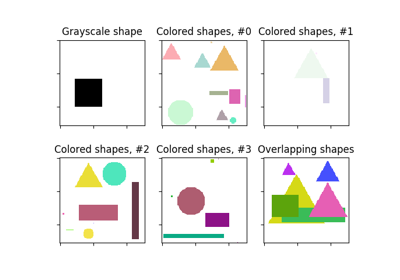 Grayscale shape
Colored shapes, #0
Colored shapes, #1
Colored shapes, #2
Colored shapes, #3
Overlapping shapes